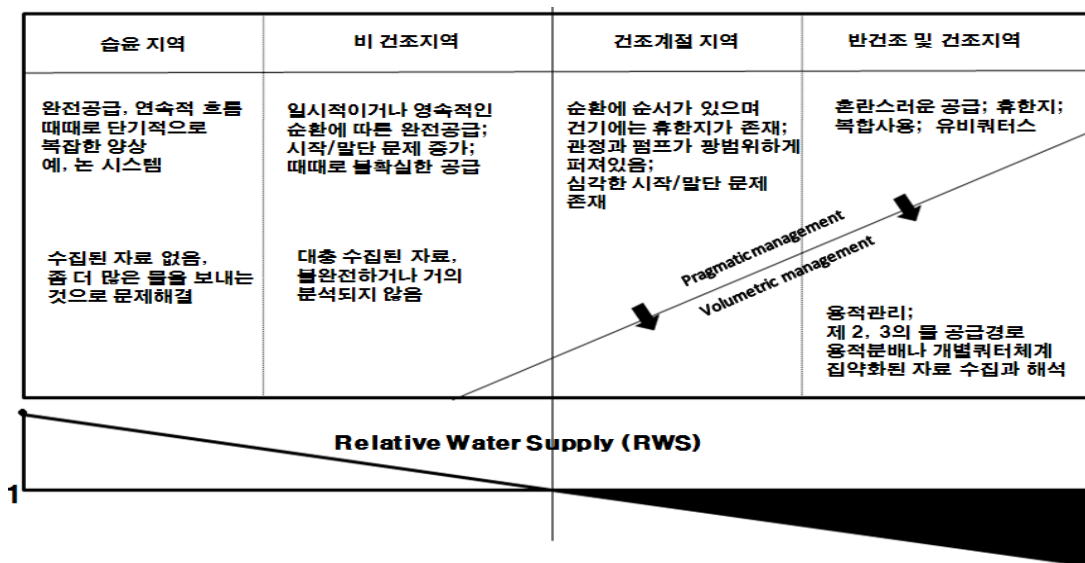 습윤 지역
비 건조지역
건조계절 지역
반건조 및 건조지역
완전공급, 연속적 흐름
때때로 단기적으로
복잡한 양상
예, 논 시스템
일시적이거나 영속적인
순환에 따른 완전공급;
시작/말단 문제 증가;
때때로 불확실한 공급
순환에 순서가 있으며
건기에는 휴한지가 존재;
관정과 펌프가 광범위하게
퍼져있음;
심각한 시작/말단 문제
존재
혼란스러운 공급; 휴한지;
복합사용; 유비쿼터스
수집된 자료 없음,
좀 더 많은 물을 보내는
것으로 문제해결
대충 수집된 자료,
불완전하거나 거의
분석되지 않음
Pragmatic management
Volumetric management
용적관리;
제 2, 3의 물 공급경로
용적분배나 개별쿼터체계
집약화된 자료 수집과 해석
Relative Water Supply (RWS)
1